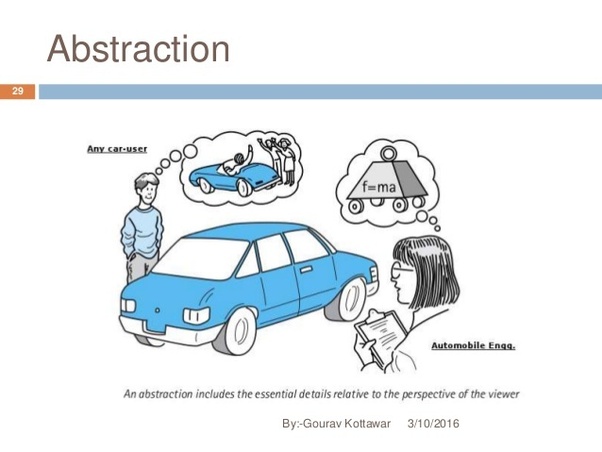 Abstraction
29
Any car-user
f=ma
Automobile Engg.
An abstraction includes the essential details relative to the perspective of the viewer
By:-Gourav Kottawar 3/10/2016